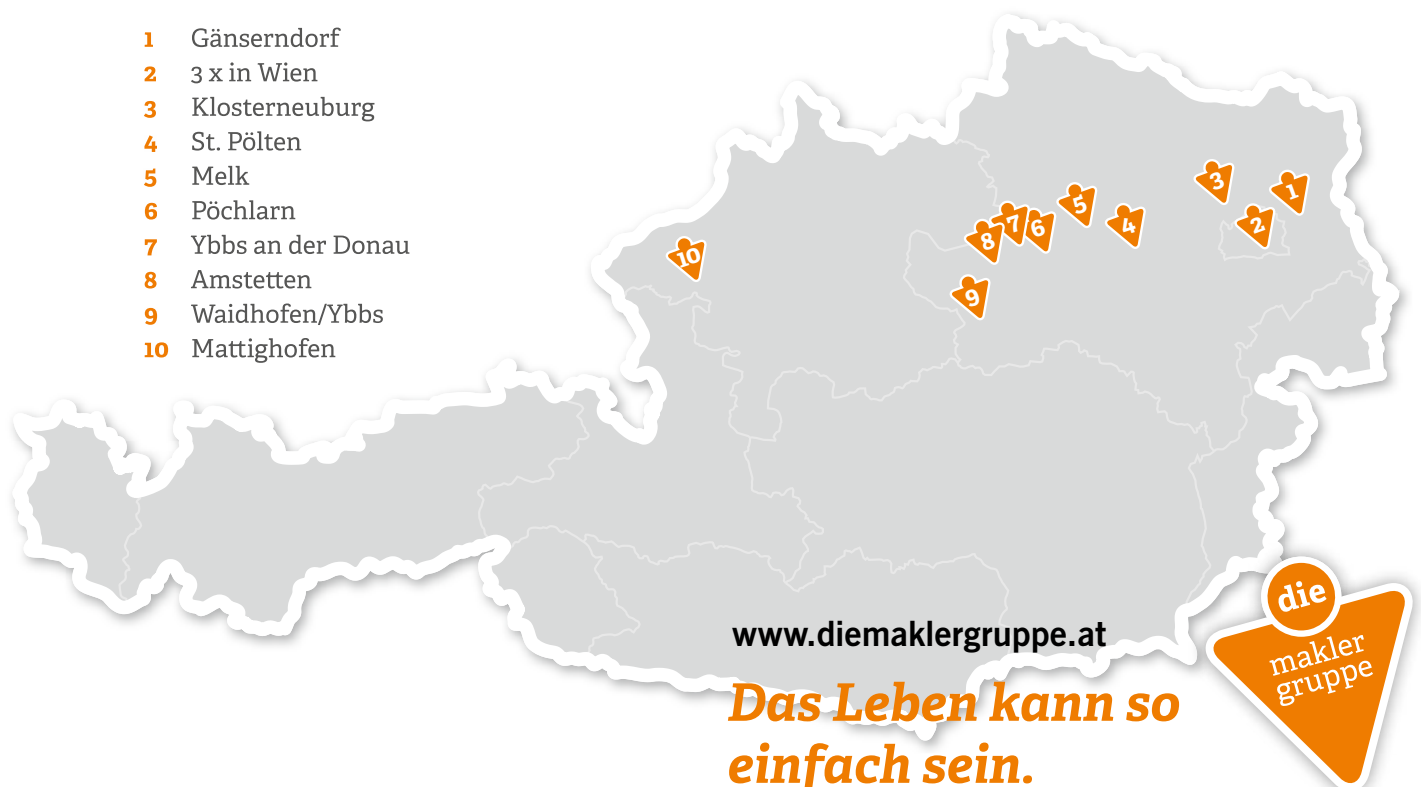 1 Gänserndorf
2 3 x in Wien
3 Klosterneuburg
4 St. Pölten
5 Melk
6 Pöchlarn
7 Ybbs an der Donau
8 Amstetten
9 Waidhofen/Ybbs
10 Mattighofen
3
1
5
4
2
7
6
8
10
9
www.diemaklergruppe.at
Das Leben kann so
einfach sein.
die
makler
gruppe